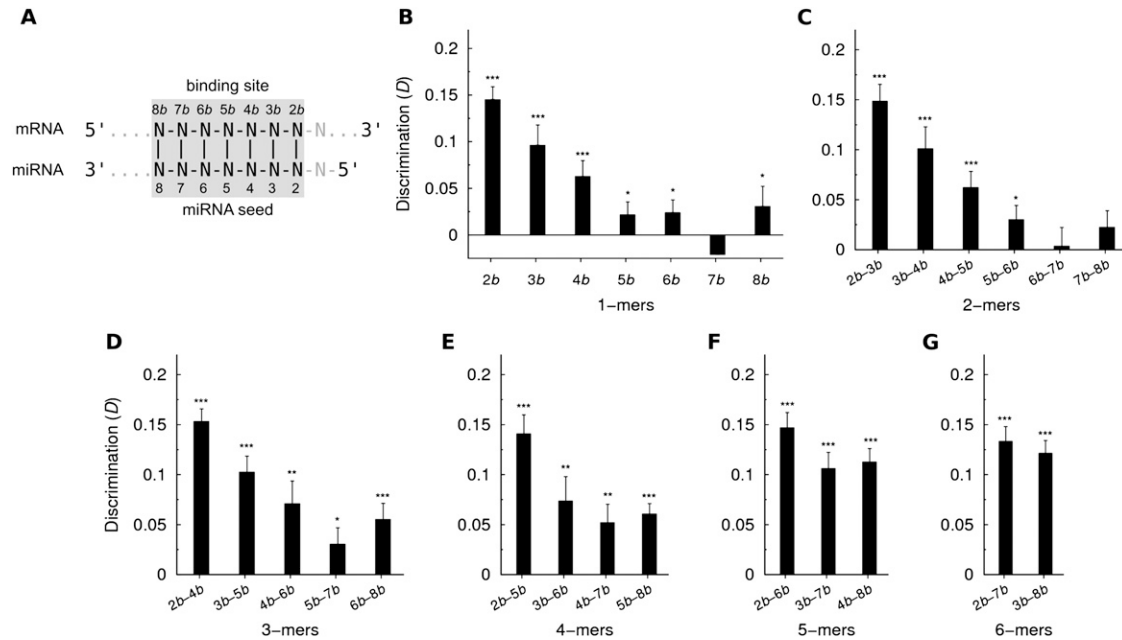 A
binding site
8b 7b 6b 5b 4b 3b 2b
mRNA 5'....N-N-N-N-N-N-N-N...3'
miRNA 3'....N-N-N-N-N-N-N-N-5'
8 7 6 5 4 3 2
miRNA seed
B
Discrimination (D)
0.2
0.15
0.1
0.05
0
*** *** *** * * *
2b 3b 4b 5b 6b 7b 8b
1-mers
C
0.2
0.15
0.1
0.05
0
*** *** *** *
2b-3b 3b-4b 4b-5b 5b-6b 6b-7b 7b-8b
2-mers
D
Discrimination (D)
0.2
0.15
0.1
0.05
0
*** *** ** * ***
2b-4b 3b-5b 4b-6b 5b-7b 6b-8b
3-mers
E
0.2
0.15
0.1
0.05
0
*** ** ** ***
2b-5b 3b-6b 4b-7b 5b-8b
4-mers
F
0.2
0.15
0.1
0.05
0
*** *** ***
2b-6b 3b-7b 4b-8b
5-mers
G
0.2
0.15
0.1
0.05
0
*** ***
2b-7b 3b-8b
6-mers